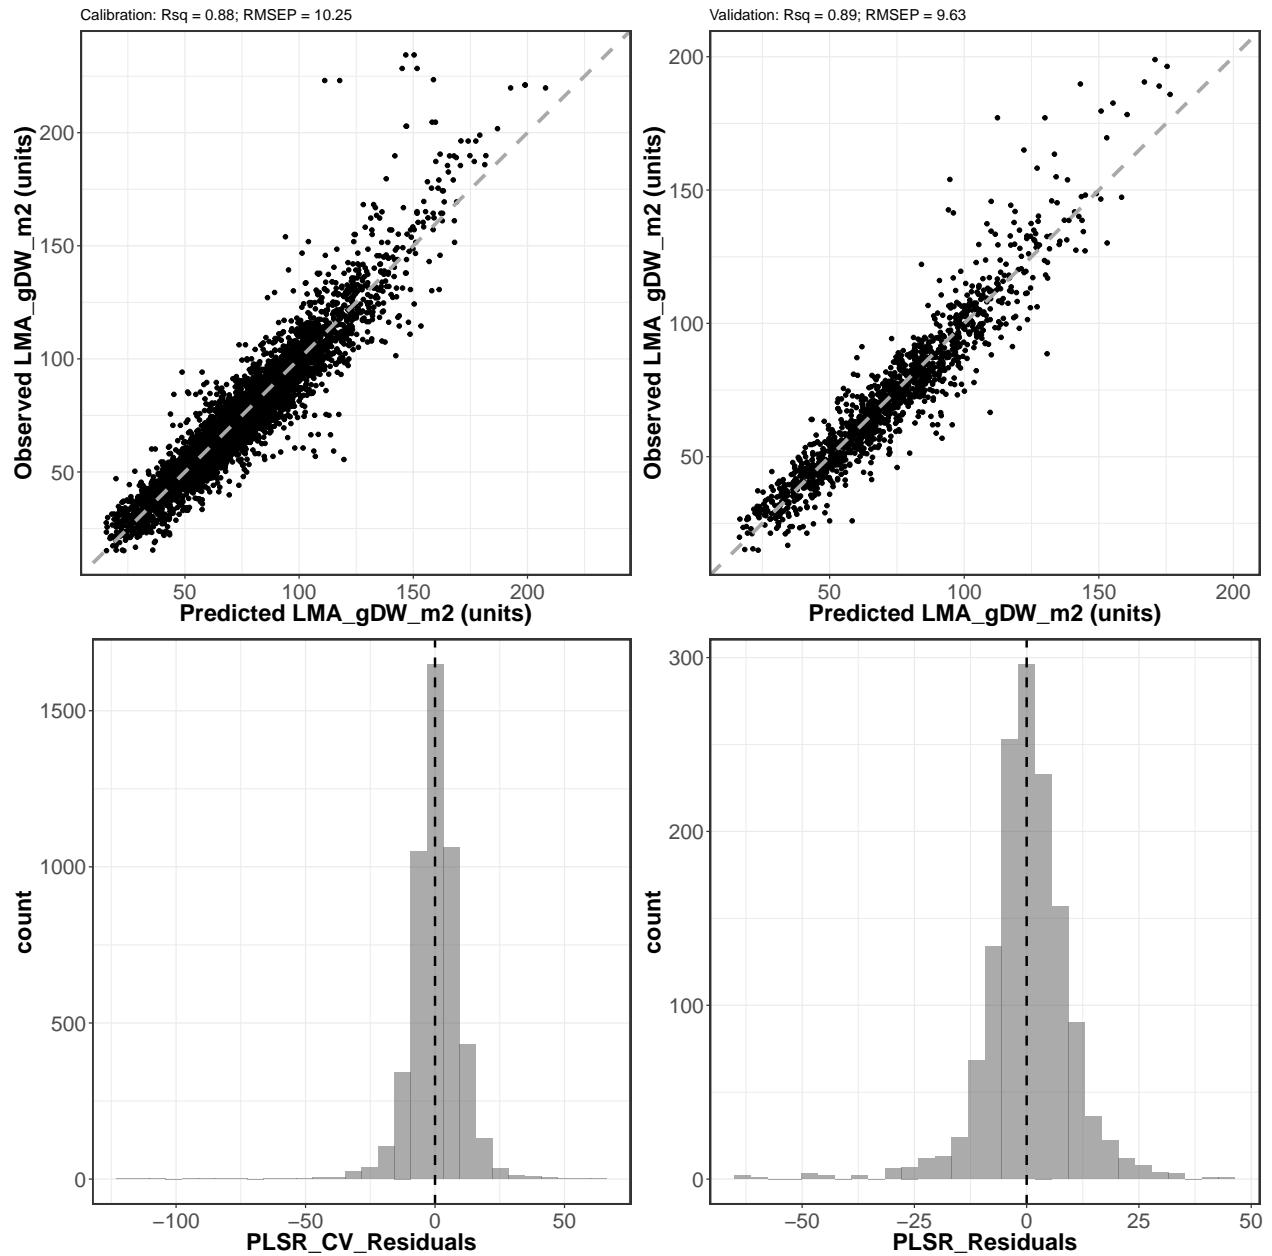 Calibration: Rsq = 0.88; RMSEP = 10.25
Observed LMA_gDW_m2 (units)
200
150
100
50
50 100 150 200
Predicted LMA_gDW_m2 (units)
Validation: Rsq = 0.89; RMSEP = 9.63
Observed LMA_gDW_m2 (units)
200
150
100
50
50 100 150 200
Predicted LMA_gDW_m2 (units)
count
1500
1000
500
0
−100 −50 0 50
PLSR_CV_Residuals
count
300
200
100
0
−50 −25 0 25 50
PLSR_Residuals